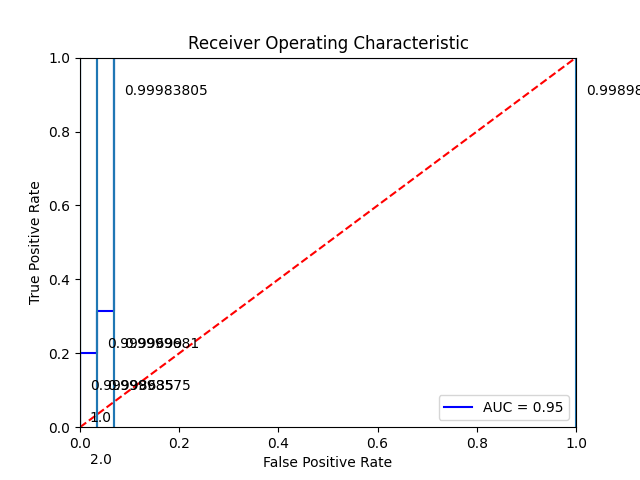 Receiver Operating Characteristic
1.0
0.99983805
0.99898
0.8
True Positive Rate
0.6
0.4
0.2
1.0
AUC = 0.95
0.0
0.0 0.2 0.4 0.6 0.8 1.0
2.0
False Positive Rate